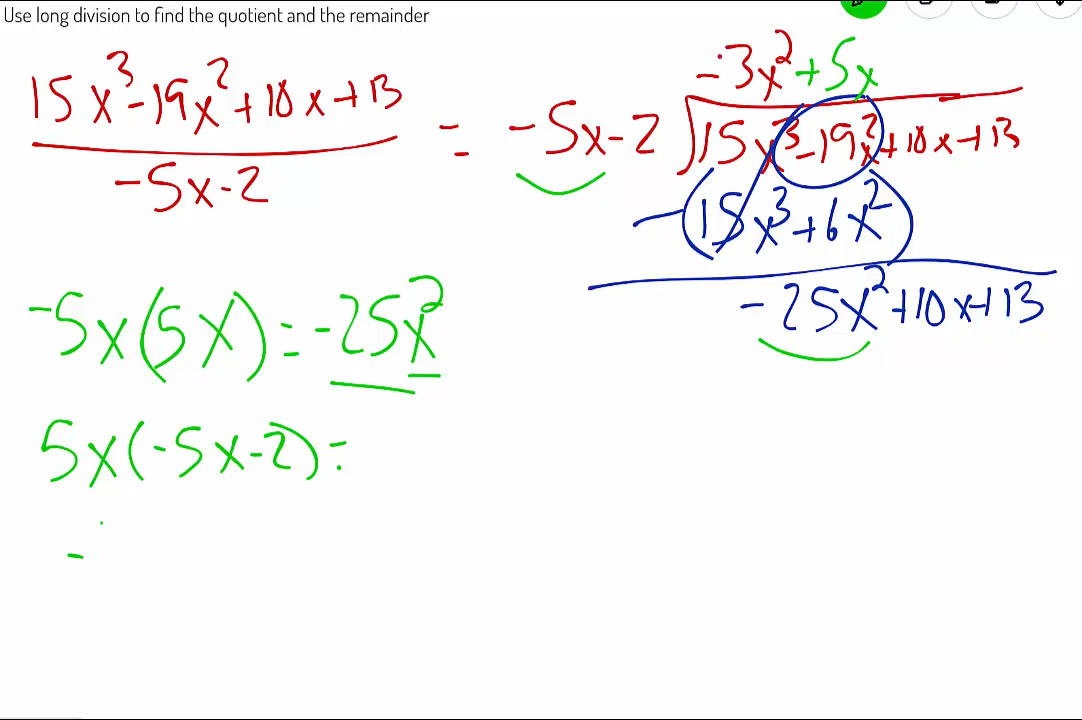 Use long division to find the quotient and the remainder
-3x²+5x
15x³-19x²+10x+13 = -5x-2 15x³-19x²+10x+13
-5x-2
-(15x³+6x²)
-25x²+10x+13
-5x(5x)=-25x²
5x(-5x-2)=
-